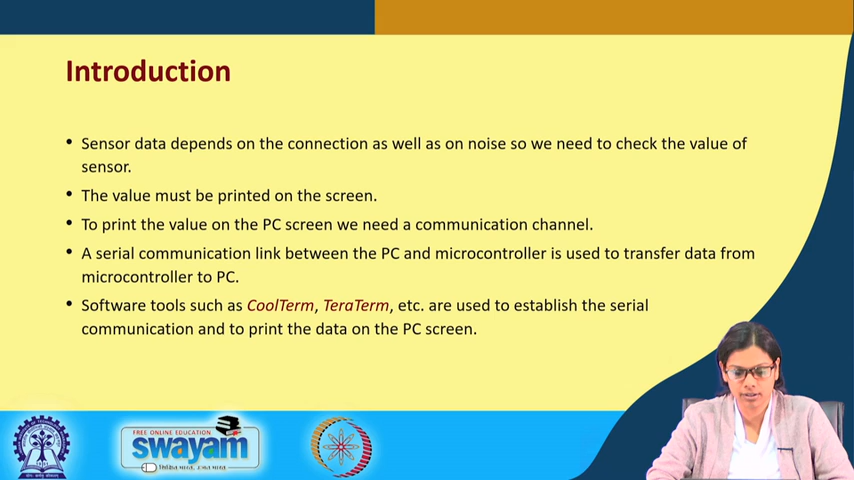 Introduction
• Sensor data depends on the connection as well as on noise so we need to check the value of
sensor.
• The value must be printed on the screen.
• To print the value on the PC screen we need a communication channel.
• A serial communication link between the PC and microcontroller is used to transfer data from
microcontroller to PC.
• Software tools such as CoolTerm, TeraTerm, etc. are used to establish the serial
communication and to print the data on the PC screen.
FREE ONLINE EDUCATION
swayam